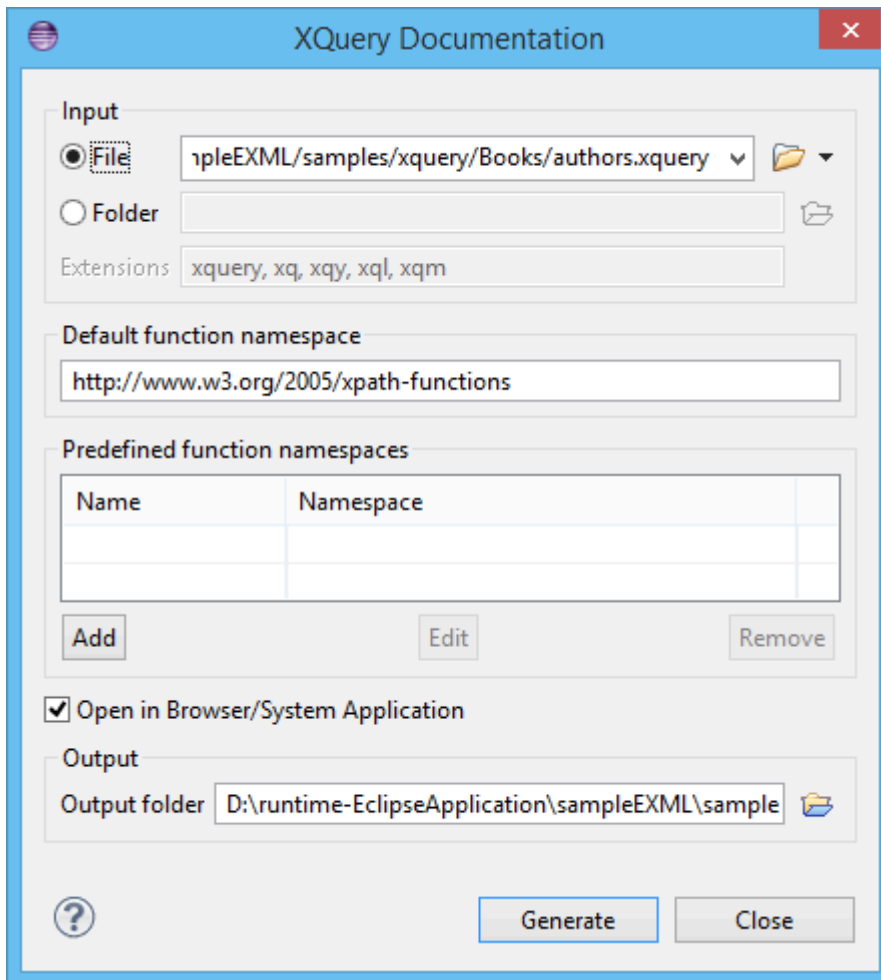 XQuery Documentation
Input
File
npleEXML/samples/xquery/Books/authors.xquery
Folder
Extensions
xquery, xq, xqy, xql, xqm
Default function namespace
http://www.w3.org/2005/xpath-functions
Predefined function namespaces
Name
Namespace
Add
Edit
Remove
Open in Browser/System Application
Output
Output folder
D:\runtime-EclipseApplication\sampleEXML\sample
?
Generate
Close